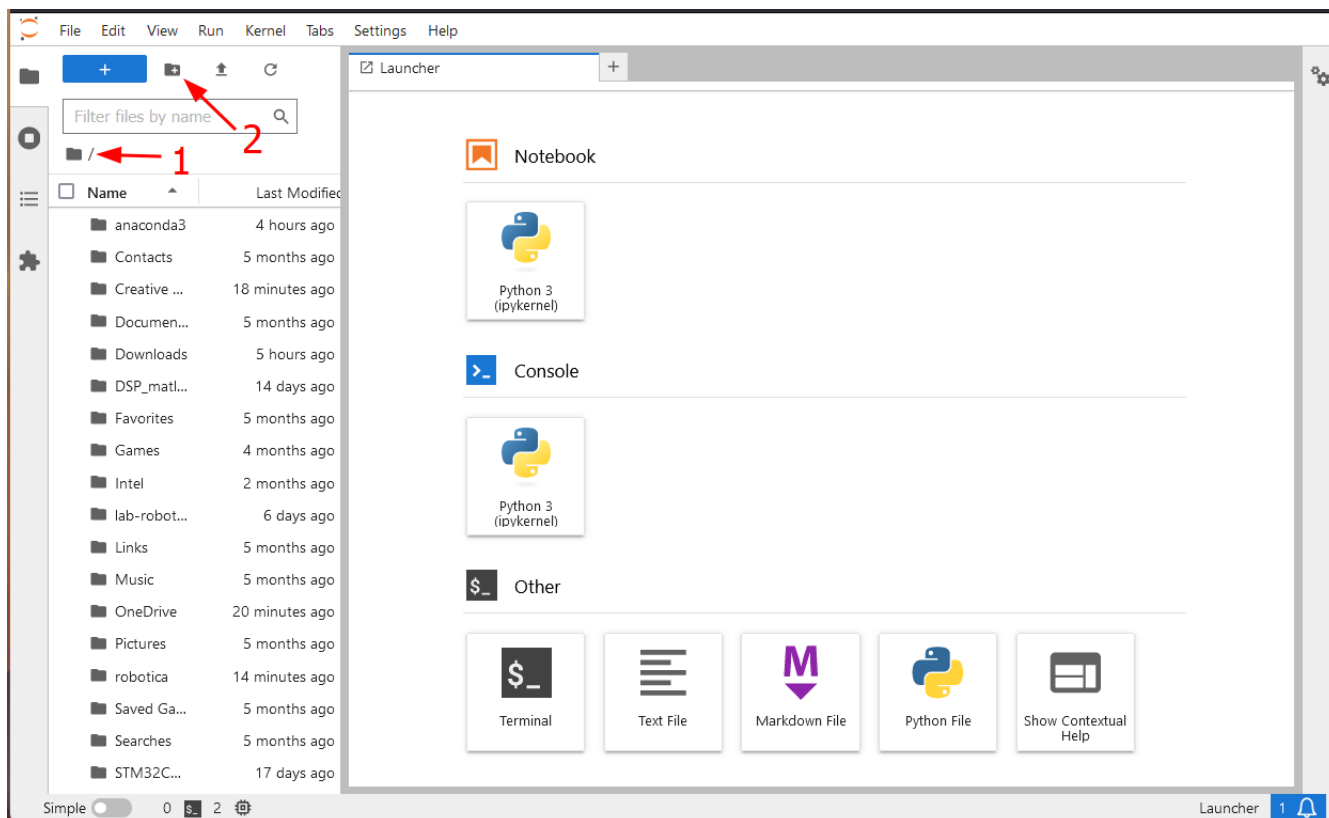 File Edit View Run Kernel Tabs Settings Help
+
Launcher
+
Filter files by name
2
/
1
Name Last Modified
anaconda3 4 hours ago
Contacts 5 months ago
Creative ... 18 minutes ago
Documen... 5 months ago
Downloads 5 hours ago
DSP_matl... 14 days ago
Favorites 5 months ago
Games 4 months ago
Intel 2 months ago
lab-robot... 6 days ago
Links 5 months ago
Music 5 months ago
OneDrive 20 minutes ago
Pictures 5 months ago
robotica 14 minutes ago
Saved Ga... 5 months ago
Searches 5 months ago
STM32C... 17 days ago
Notebook
Python 3
(ipykernel)
>_ Console
Python 3
(ipykernel)
$_ Other
$_
Terminal
Text File
M
Markdown File
Python File
Show Contextual
Help
Simple 0 $_ 2 Launcher 1